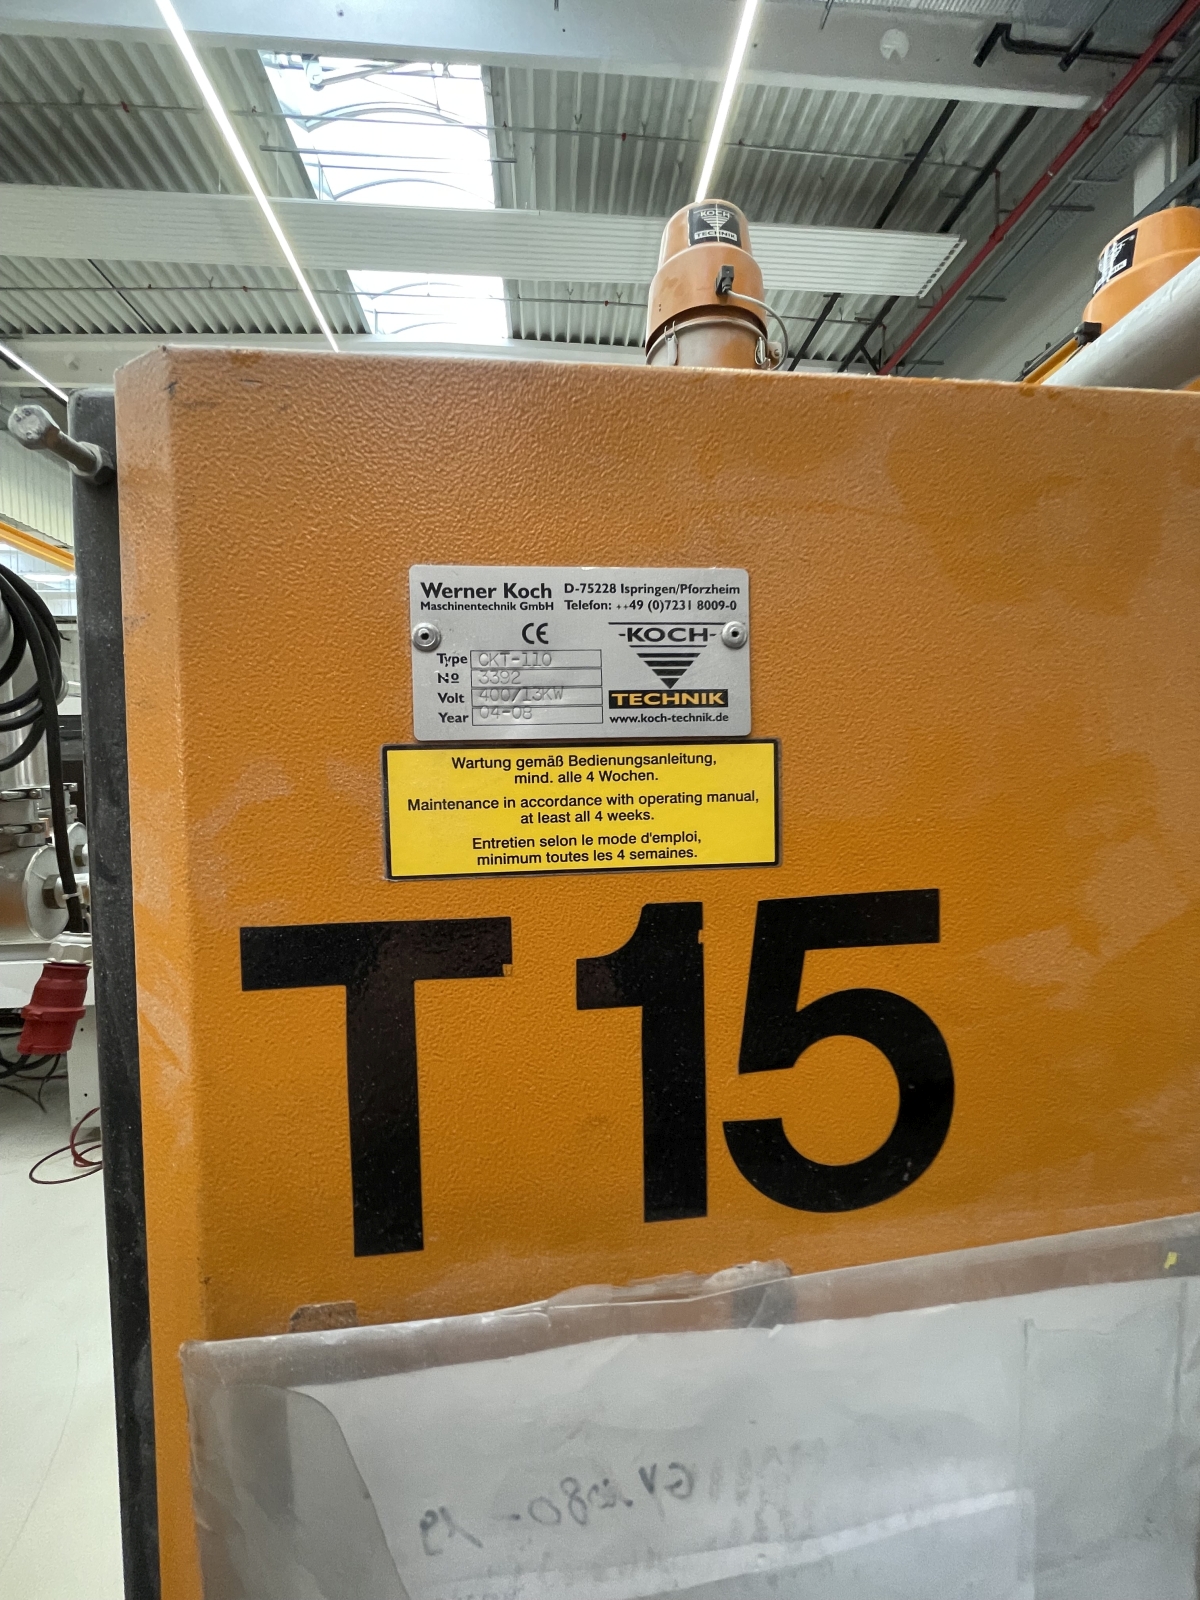 KOCH
TECHNIK
Werner Koch
Maschinentechnik GmbH
D-75228 Ispringen/Pforzheim
Telefon: ++49 (0)7231 8009-0
CE
-KOCH-
TECHNIK
www.koch-technik.de
Type CKT-110
No 3392
Volt 400/13KW
Year 04-08
Wartung gemäß Bedienungsanleitung,
mind. alle 4 Wochen.
Maintenance in accordance with operating manual,
at least all 4 weeks.
Entretien selon le mode d'emploi,
minimum toutes les 4 semaines.
T15